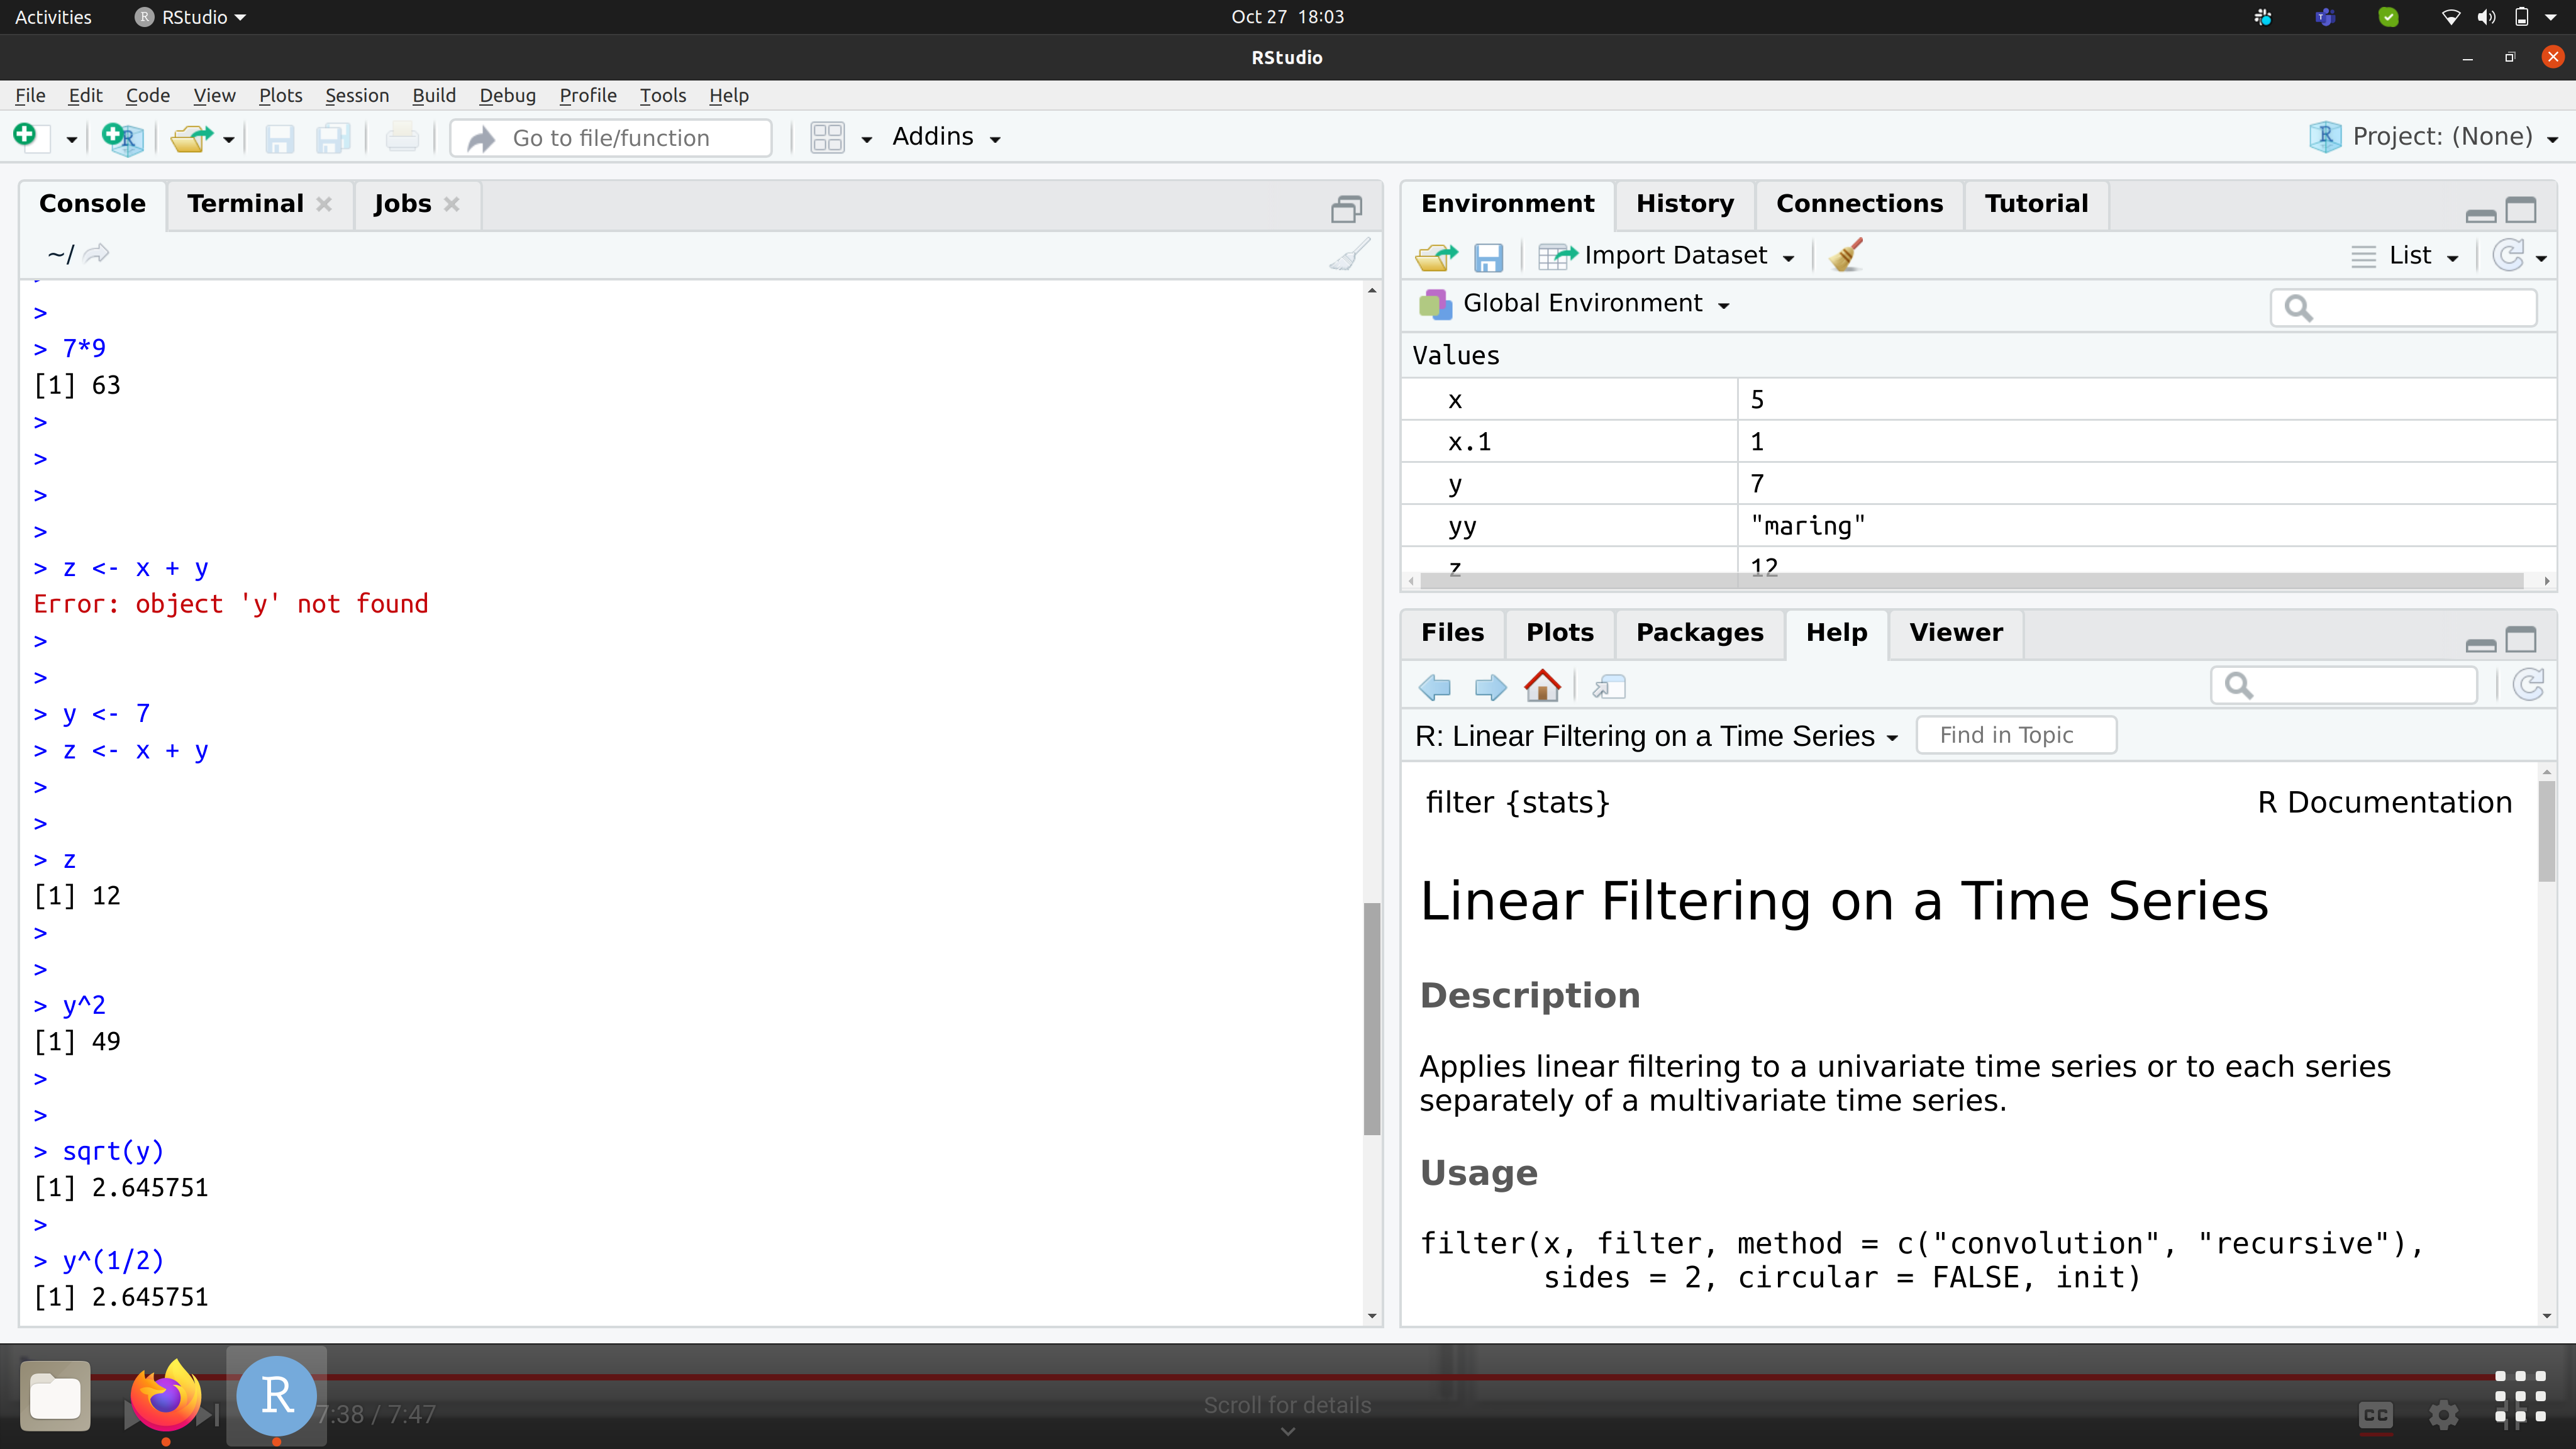 Activities
RStudio
Oct 27 18:03
RStudio
File Edit Code View Plots Session Build Debug Profile Tools Help
Go to file/function
Addins
Project: (None)
Console
Terminal
Jobs
~/
>
> 7*9
[1] 63
>
>
>
>
> z <- x + y
Error: object 'y' not found
>
>
> y <- 7
> z <- x + y
>
>
> z
[1] 12
>
>
> y^2
[1] 49
>
>
> sqrt(y)
[1] 2.645751
>
> y^(1/2)
[1] 2.645751
Environment
History
Connections
Tutorial
Import Dataset
List
Global Environment
Values
x 5
x.1 1
y 7
yy "maring"
z 12
Files
Plots
Packages
Help
Viewer
R: Linear Filtering on a Time Series
Find in Topic
filter {stats}
R Documentation
Linear Filtering on a Time Series
Description
Applies linear filtering to a univariate time series or to each series
separately of a multivariate time series.
Usage
filter(x, filter, method = c("convolution", "recursive"),
sides = 2, circular = FALSE, init)
R
7:38 / 7:47
Scroll for details
CC